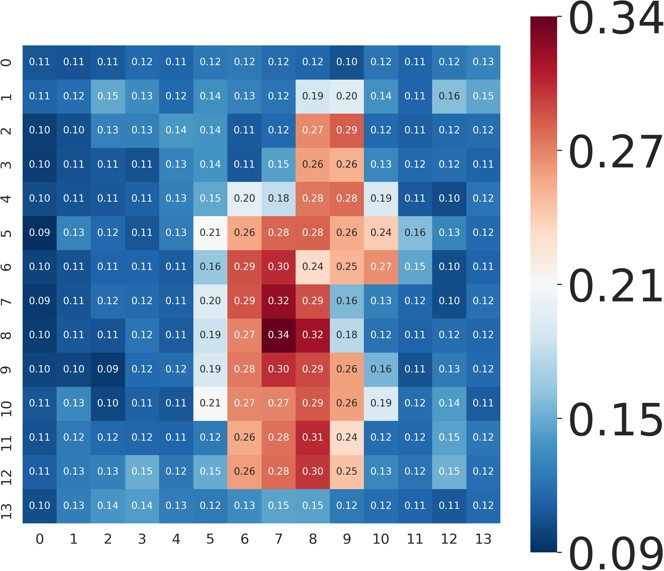 0 0.11 0.11 0.11 0.12 0.11 0.12 0.12 0.12 0.12 0.10 0.12 0.11 0.12 0.13
1 0.11 0.12 0.15 0.13 0.12 0.14 0.13 0.12 0.19 0.20 0.14 0.11 0.16 0.15
2 0.10 0.10 0.13 0.13 0.14 0.14 0.11 0.12 0.27 0.29 0.12 0.11 0.12 0.12
3 0.10 0.11 0.11 0.11 0.13 0.14 0.11 0.15 0.26 0.26 0.13 0.12 0.12 0.11
4 0.10 0.11 0.11 0.11 0.13 0.15 0.20 0.18 0.28 0.28 0.19 0.11 0.10 0.12
5 0.09 0.13 0.12 0.11 0.13 0.21 0.26 0.28 0.28 0.26 0.24 0.16 0.13 0.12
6 0.10 0.11 0.11 0.11 0.11 0.16 0.29 0.30 0.24 0.25 0.27 0.15 0.10 0.11
7 0.09 0.11 0.12 0.12 0.11 0.20 0.29 0.32 0.29 0.16 0.13 0.12 0.10 0.12
8 0.10 0.11 0.11 0.12 0.11 0.19 0.27 0.34 0.32 0.18 0.12 0.11 0.12 0.12
9 0.10 0.10 0.09 0.12 0.12 0.19 0.28 0.30 0.29 0.26 0.16 0.11 0.13 0.12
10 0.11 0.13 0.10 0.11 0.11 0.21 0.27 0.27 0.29 0.26 0.19 0.12 0.14 0.11
11 0.11 0.12 0.12 0.12 0.11 0.12 0.26 0.28 0.31 0.24 0.12 0.12 0.15 0.12
12 0.11 0.13 0.13 0.15 0.12 0.15 0.26 0.28 0.30 0.25 0.13 0.12 0.15 0.12
13 0.10 0.13 0.14 0.14 0.13 0.12 0.13 0.15 0.15 0.12 0.12 0.11 0.11 0.12
0 1 2 3 4 5 6 7 8 9 10 11 12 13
0.34
0.27
0.21
0.15
0.09